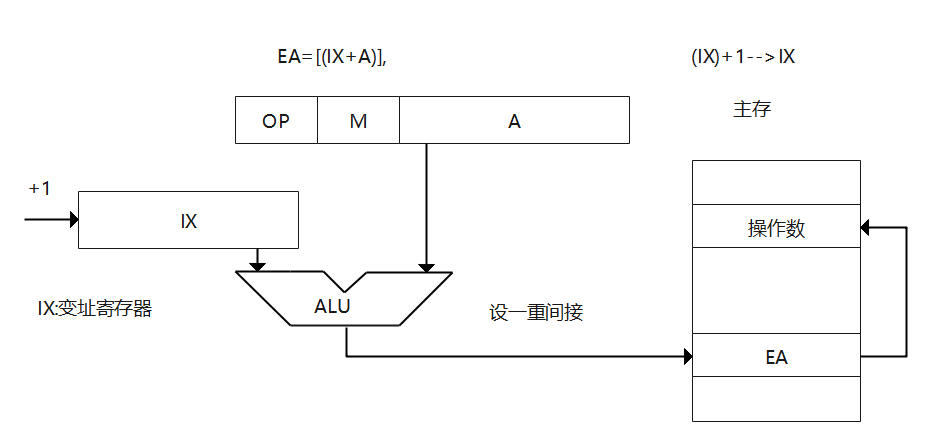 EA=[(IX+A)],
(IX)+1-->IX
主存
OP
M
A
+1
IX
操作数
IX:变址寄存器
ALU
设一重间接
EA